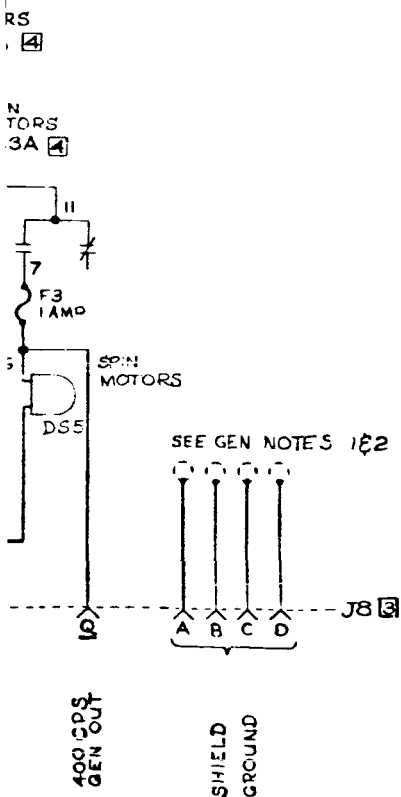 RS
4
N
TORS
3A 4
11
7
F3
1 AMP
SPIN
MOTORS
DS5
SEE GEN NOTES 1&2
J8 3
A B C D
400 CPS
GEN OUT
SHIELD
GROUND